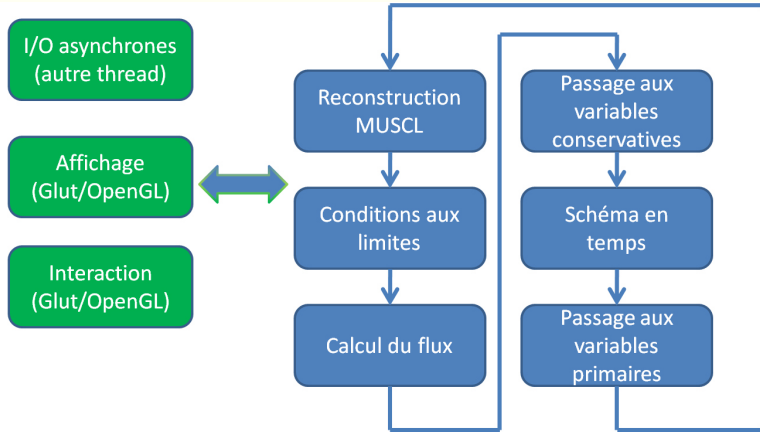 I/O asynchrones
(autre thread)
Affichage
(Glut/OpenGL)
Interaction
(Glut/OpenGL)
Reconstruction
MUSCL
Conditions aux
limites
Calcul du flux
Passage aux
variables
conservatives
Schéma en
temps
Passage aux
variables
primaires